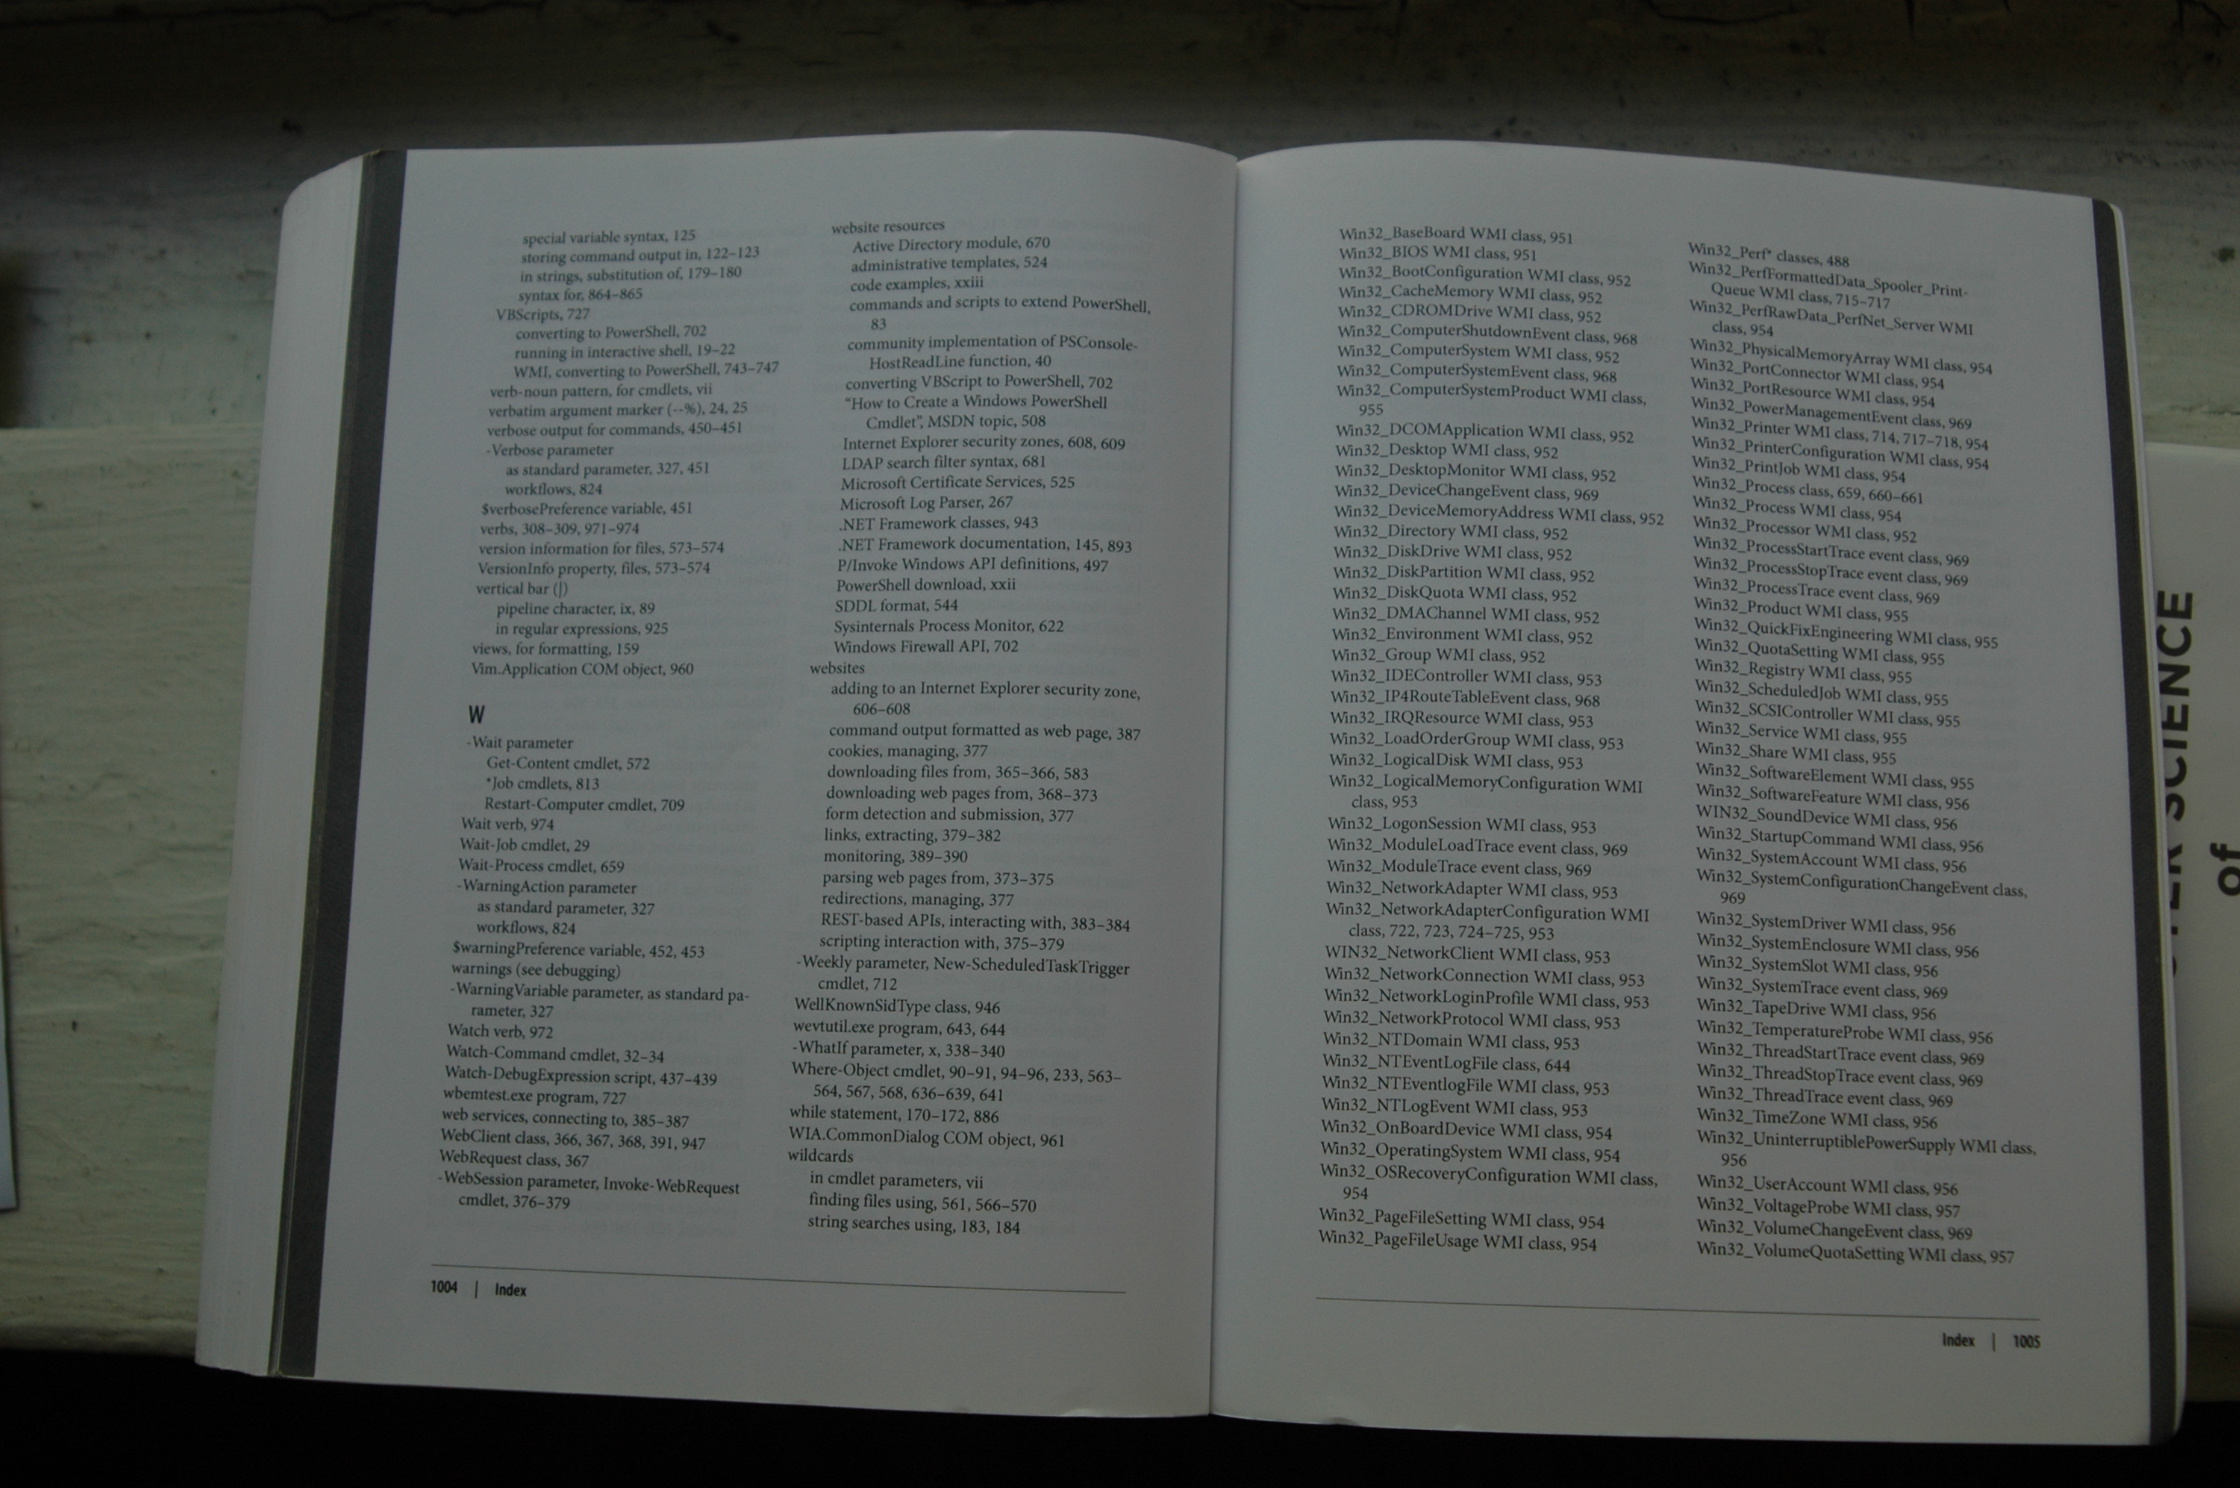 special variable syntax, 125
storing command output in, 122–123
in strings, substitution of, 179–180
syntax for, 864–865
VBScripts, 727
converting to PowerShell, 702
running in interactive shell, 19–22
WMI, converting to PowerShell, 743–747
verb-noun pattern, for cmdlets, vii
verbatim argument marker (--%), 24, 25
verbose output for commands, 450–451
-Verbose parameter
as standard parameter, 327, 451
workflows, 824
$verbosePreference variable, 451
verbs, 308–309, 971–974
version information for files, 573–574
VersionInfo property, files, 573–574
vertical bar (|)
pipeline character, ix, 89
in regular expressions, 925
views, for formatting, 159
Vim.Application COM object, 960
W
-Wait parameter
Get-Content cmdlet, 572
*Job cmdlets, 813
Restart-Computer cmdlet, 709
Wait verb, 974
Wait-Job cmdlet, 29
Wait-Process cmdlet, 659
-WarningAction parameter
as standard parameter, 327
workflows, 824
$warningPreference variable, 452, 453
warnings (see debugging)
-WarningVariable parameter, as standard pa-
rameter, 327
Watch verb, 972
Watch-Command cmdlet, 32–34
Watch-DebugExpression script, 437–439
wbemtest.exe program, 727
web services, connecting to, 385–387
WebClient class, 366, 367, 368, 391, 947
WebRequest class, 367
-WebSession parameter, Invoke-WebRequest
cmdlet, 376–379
website resources
Active Directory module, 670
administrative templates, 524
code examples, xxiii
commands and scripts to extend PowerShell,
83
community implementation of PSConsole-
HostReadLine function, 40
converting VBScript to PowerShell, 702
“How to Create a Windows PowerShell
Cmdlet”, MSDN topic, 508
Internet Explorer security zones, 608, 609
LDAP search filter syntax, 681
Microsoft Certificate Services, 525
Microsoft Log Parser, 267
.NET Framework classes, 943
.NET Framework documentation, 145, 893
P/Invoke Windows API definitions, 497
PowerShell download, xxii
SDDL format, 544
Sysinternals Process Monitor, 622
Windows Firewall API, 702
websites
adding to an Internet Explorer security zone,
606–608
command output formatted as web page, 387
cookies, managing, 377
downloading files from, 365–366, 583
downloading web pages from, 368–373
form detection and submission, 377
links, extracting, 379–382
monitoring, 389–390
parsing web pages from, 373–375
redirections, managing, 377
REST-based APIs, interacting with, 383–384
scripting interaction with, 375–379
-Weekly parameter, New-ScheduledTaskTrigger
cmdlet, 712
WellKnownSidType class, 946
wevtutil.exe program, 643, 644
-WhatIf parameter, x, 338–340
Where-Object cmdlet, 90–91, 94–96, 233, 563–
564, 567, 568, 636–639, 641
while statement, 170–172, 886
WIA.CommonDialog COM object, 961
wildcards
in cmdlet parameters, vii
finding files using, 561, 566–570
string searches using, 183, 184
1004 | Index
Win32_BaseBoard WMI class, 951
Win32_BIOS WMI class, 951
Win32_BootConfiguration WMI class, 952
Win32_CacheMemory WMI class, 952
Win32_CDROMDrive WMI class, 952
Win32_ComputerShutdownEvent class, 968
Win32_ComputerSystem WMI class, 952
Win32_ComputerSystemEvent class, 968
Win32_ComputerSystemProduct WMI class,
955
Win32_DCOMApplication WMI class, 952
Win32_Desktop WMI class, 952
Win32_DesktopMonitor WMI class, 952
Win32_DeviceChangeEvent class, 969
Win32_DeviceMemoryAddress WMI class, 952
Win32_Directory WMI class, 952
Win32_DiskDrive WMI class, 952
Win32_DiskPartition WMI class, 952
Win32_DiskQuota WMI class, 952
Win32_DMAChannel WMI class, 952
Win32_Environment WMI class, 952
Win32_Group WMI class, 952
Win32_IDEController WMI class, 953
Win32_IP4RouteTableEvent class, 968
Win32_IRQResource WMI class, 953
Win32_LoadOrderGroup WMI class, 953
Win32_LogicalDisk WMI class, 953
Win32_LogicalMemoryConfiguration WMI
class, 953
Win32_LogonSession WMI class, 953
Win32_ModuleLoadTrace event class, 969
Win32_ModuleTrace event class, 969
Win32_NetworkAdapter WMI class, 953
Win32_NetworkAdapterConfiguration WMI
class, 722, 723, 724–725, 953
WIN32_NetworkClient WMI class, 953
Win32_NetworkConnection WMI class, 953
Win32_NetworkLoginProfile WMI class, 953
Win32_NetworkProtocol WMI class, 953
Win32_NTDomain WMI class, 953
Win32_NTEventLogFile class, 644
Win32_NTEventlogFile WMI class, 953
Win32_NTLogEvent WMI class, 953
Win32_OnBoardDevice WMI class, 954
Win32_OperatingSystem WMI class, 954
Win32_OSRecoveryConfiguration WMI class,
954
Win32_PageFileSetting WMI class, 954
Win32_PageFileUsage WMI class, 954
Win32_Perf* classes, 488
Win32_PerfFormattedData_Spooler_Print-
Queue WMI class, 715–717
Win32_PerfRawData_PerfNet_Server WMI
class, 954
Win32_PhysicalMemoryArray WMI class, 954
Win32_PortConnector WMI class, 954
Win32_PortResource WMI class, 954
Win32_PowerManagementEvent class, 969
Win32_Printer WMI class, 714, 717–718, 954
Win32_PrinterConfiguration WMI class, 954
Win32_PrintJob WMI class, 954
Win32_Process class, 659, 660–661
Win32_Process WMI class, 954
Win32_Processor WMI class, 952
Win32_ProcessStartTrace event class, 969
Win32_ProcessStopTrace event class, 969
Win32_ProcessTrace event class, 969
Win32_Product WMI class, 955
Win32_QuickFixEngineering WMI class, 955
Win32_QuotaSetting WMI class, 955
Win32_Registry WMI class, 955
Win32_ScheduledJob WMI class, 955
Win32_SCSIController WMI class, 955
Win32_Service WMI class, 955
Win32_Share WMI class, 955
Win32_SoftwareElement WMI class, 955
Win32_SoftwareFeature WMI class, 956
WIN32_SoundDevice WMI class, 956
Win32_StartupCommand WMI class, 956
Win32_SystemAccount WMI class, 956
Win32_SystemConfigurationChangeEvent class,
969
Win32_SystemDriver WMI class, 956
Win32_SystemEnclosure WMI class, 956
Win32_SystemSlot WMI class, 956
Win32_SystemTrace event class, 969
Win32_TapeDrive WMI class, 956
Win32_TemperatureProbe WMI class, 956
Win32_ThreadStartTrace event class, 969
Win32_ThreadStopTrace event class, 969
Win32_ThreadTrace event class, 969
Win32_TimeZone WMI class, 956
Win32_UninterruptiblePowerSupply WMI class,
956
Win32_UserAccount WMI class, 956
Win32_VoltageProbe WMI class, 957
Win32_VolumeChangeEvent class, 969
Win32_VolumeQuotaSetting WMI class, 957
Index | 1005
SCIENCE
of